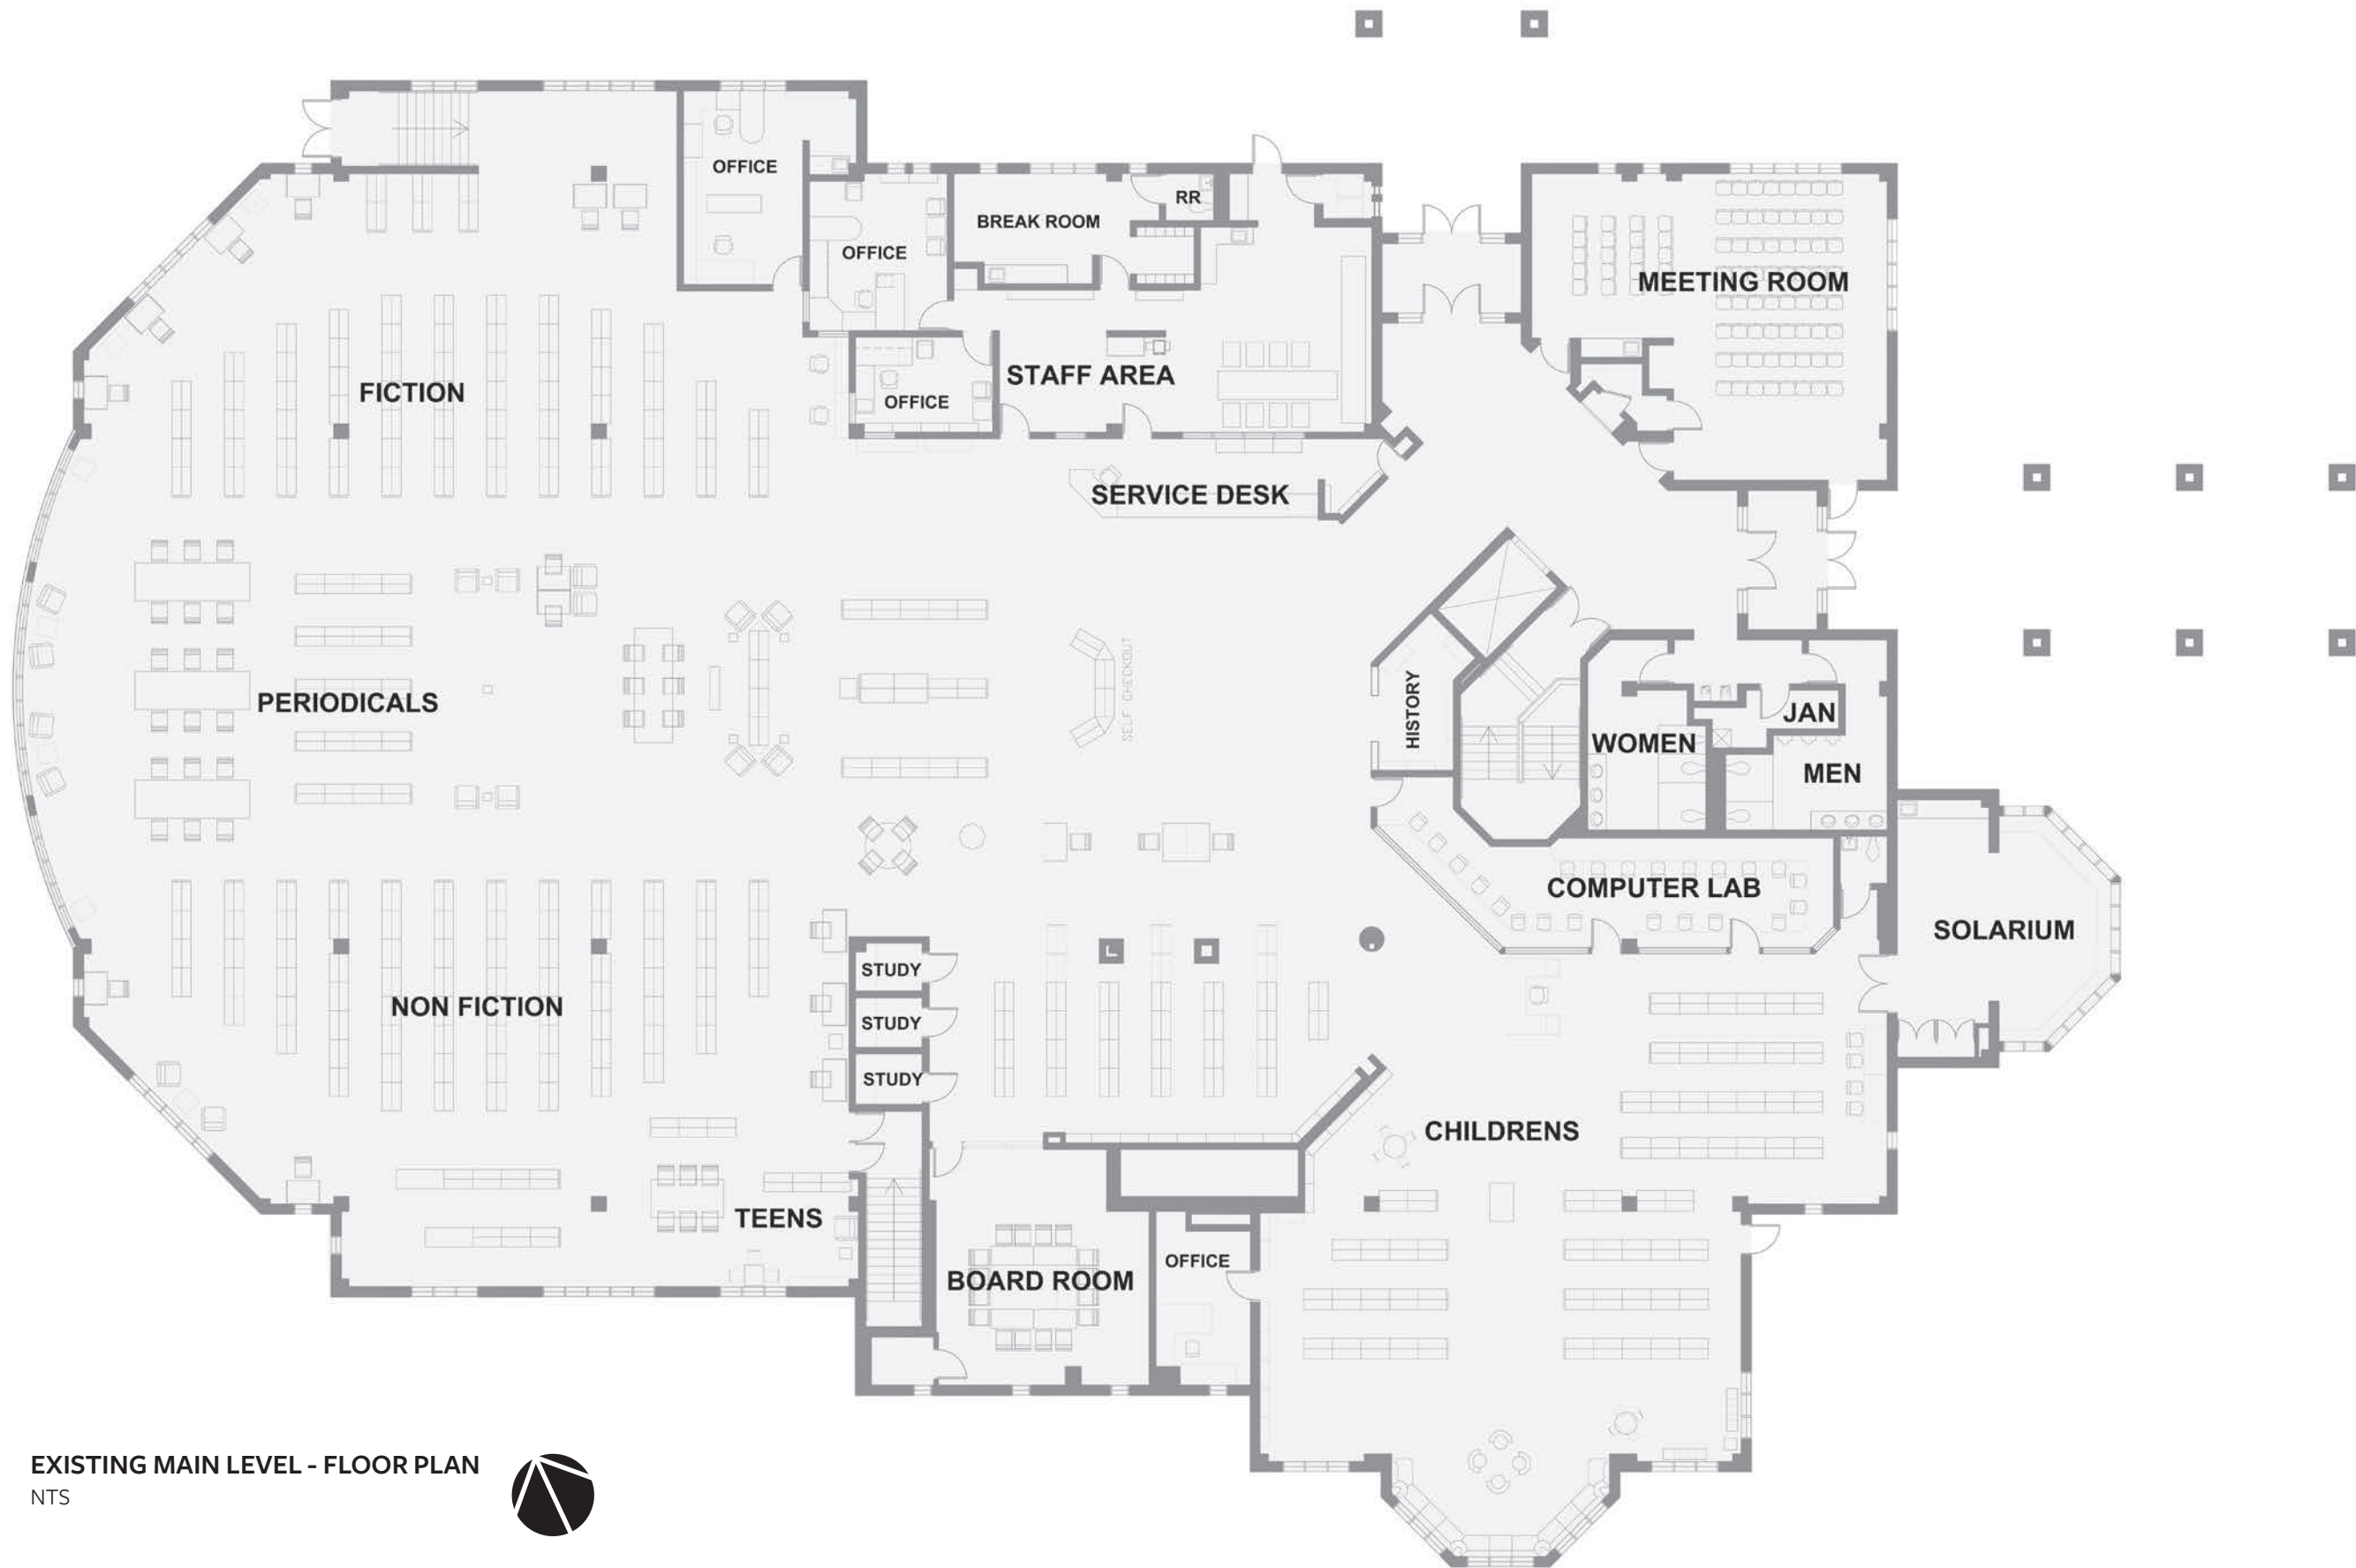 OFFICE
RR
BREAK ROOM
OFFICE
MEETING ROOM
STAFF AREA
FICTION
OFFICE
SERVICE DESK
SELF CHECKOUT
HISTORY
PERIODICALS
JAN
WOMEN
MEN
COMPUTER LAB
SOLARIUM
STUDY
NON FICTION
STUDY
STUDY
CHILDRENS
TEENS
OFFICE
BOARD ROOM
EXISTING MAIN LEVEL - FLOOR PLAN
NTS